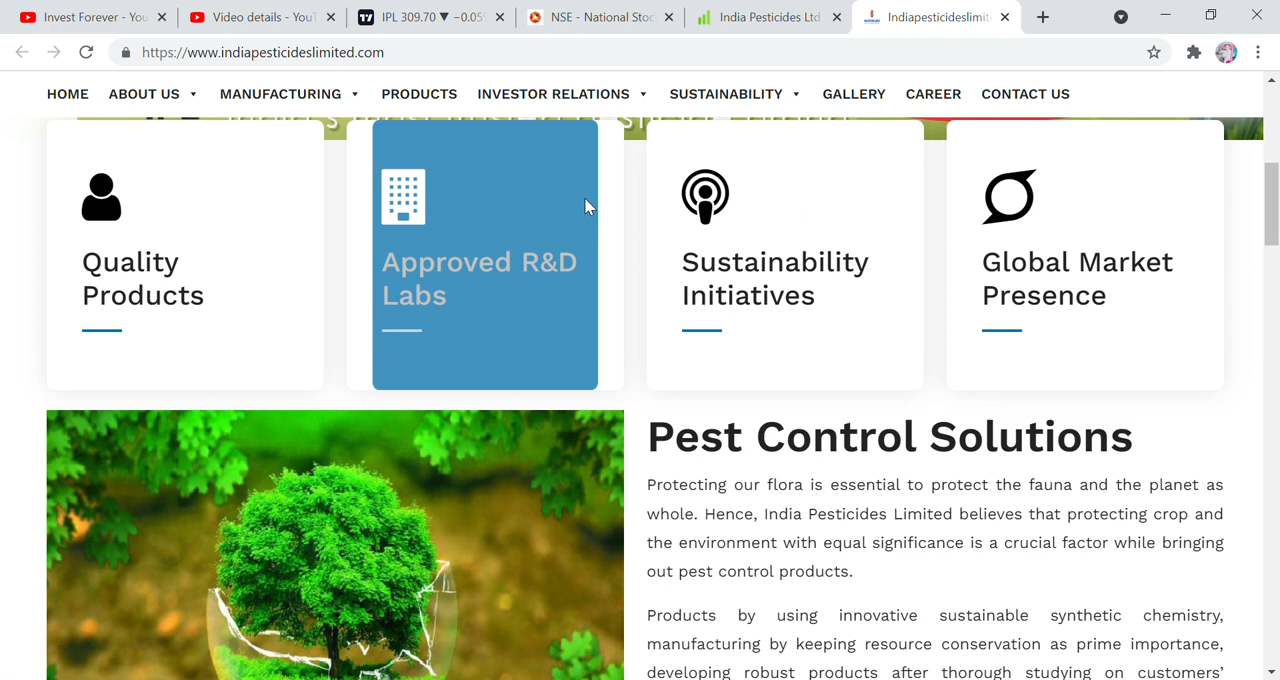 Invest Forever - You
Video details - YouT
IPL 309.70 ▼ −0.05
NSE - National Stoc
India Pesticides Ltd
Indiapesticideslimit
https://www.indiapesticideslimited.com
HOME ABOUT US MANUFACTURING PRODUCTS INVESTOR RELATIONS SUSTAINABILITY GALLERY CAREER CONTACT US
Quality
Products
Approved R&D
Labs
Sustainability
Initiatives
Global Market
Presence
Pest Control Solutions
Protecting our flora is essential to protect the fauna and the planet as
whole. Hence, India Pesticides Limited believes that protecting crop and
the environment with equal significance is a crucial factor while bringing
out pest control products.
Products by using innovative sustainable synthetic chemistry,
manufacturing by keeping resource conservation as prime importance,
developing robust products after thorough studying on customers’